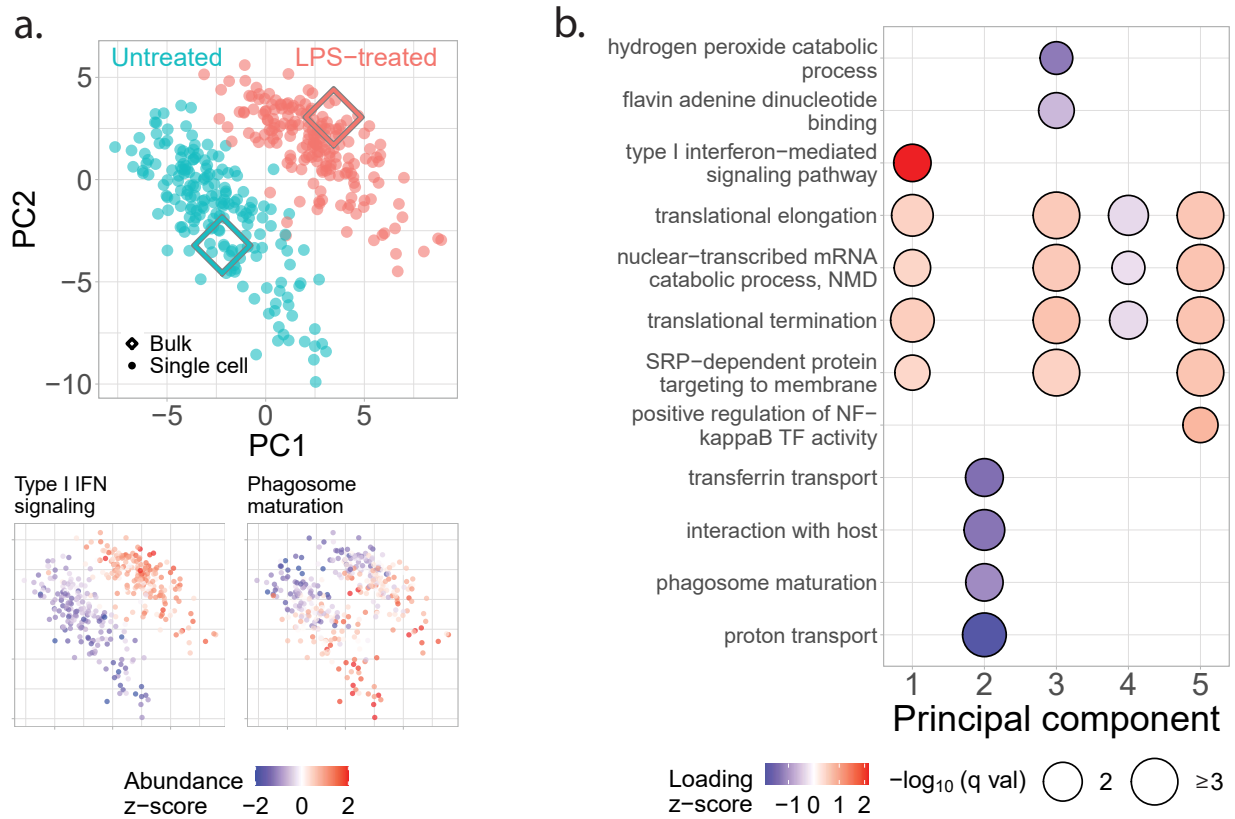 a.
Untreated
LPS−treated
5
0
−5
−10
PC2
Bulk
Single cell
−5
0
5
PC1
Type I IFN
signaling
Phagosome
maturation
Abundance
z−score
−2
0
2
b.
hydrogen peroxide catabolic
process
flavin adenine dinucleotide
binding
type I interferon−mediated
signaling pathway
translational elongation
nuclear−transcribed mRNA
catabolic process, NMD
translational termination
SRP−dependent protein
targeting to membrane
positive regulation of NF−
kappaB TF activity
transferrin transport
interaction with host
phagosome maturation
proton transport
1 2 3 4 5
Principal component
Loading
z−score
−1 0 1 2
−log10 (q val)
2
≥3